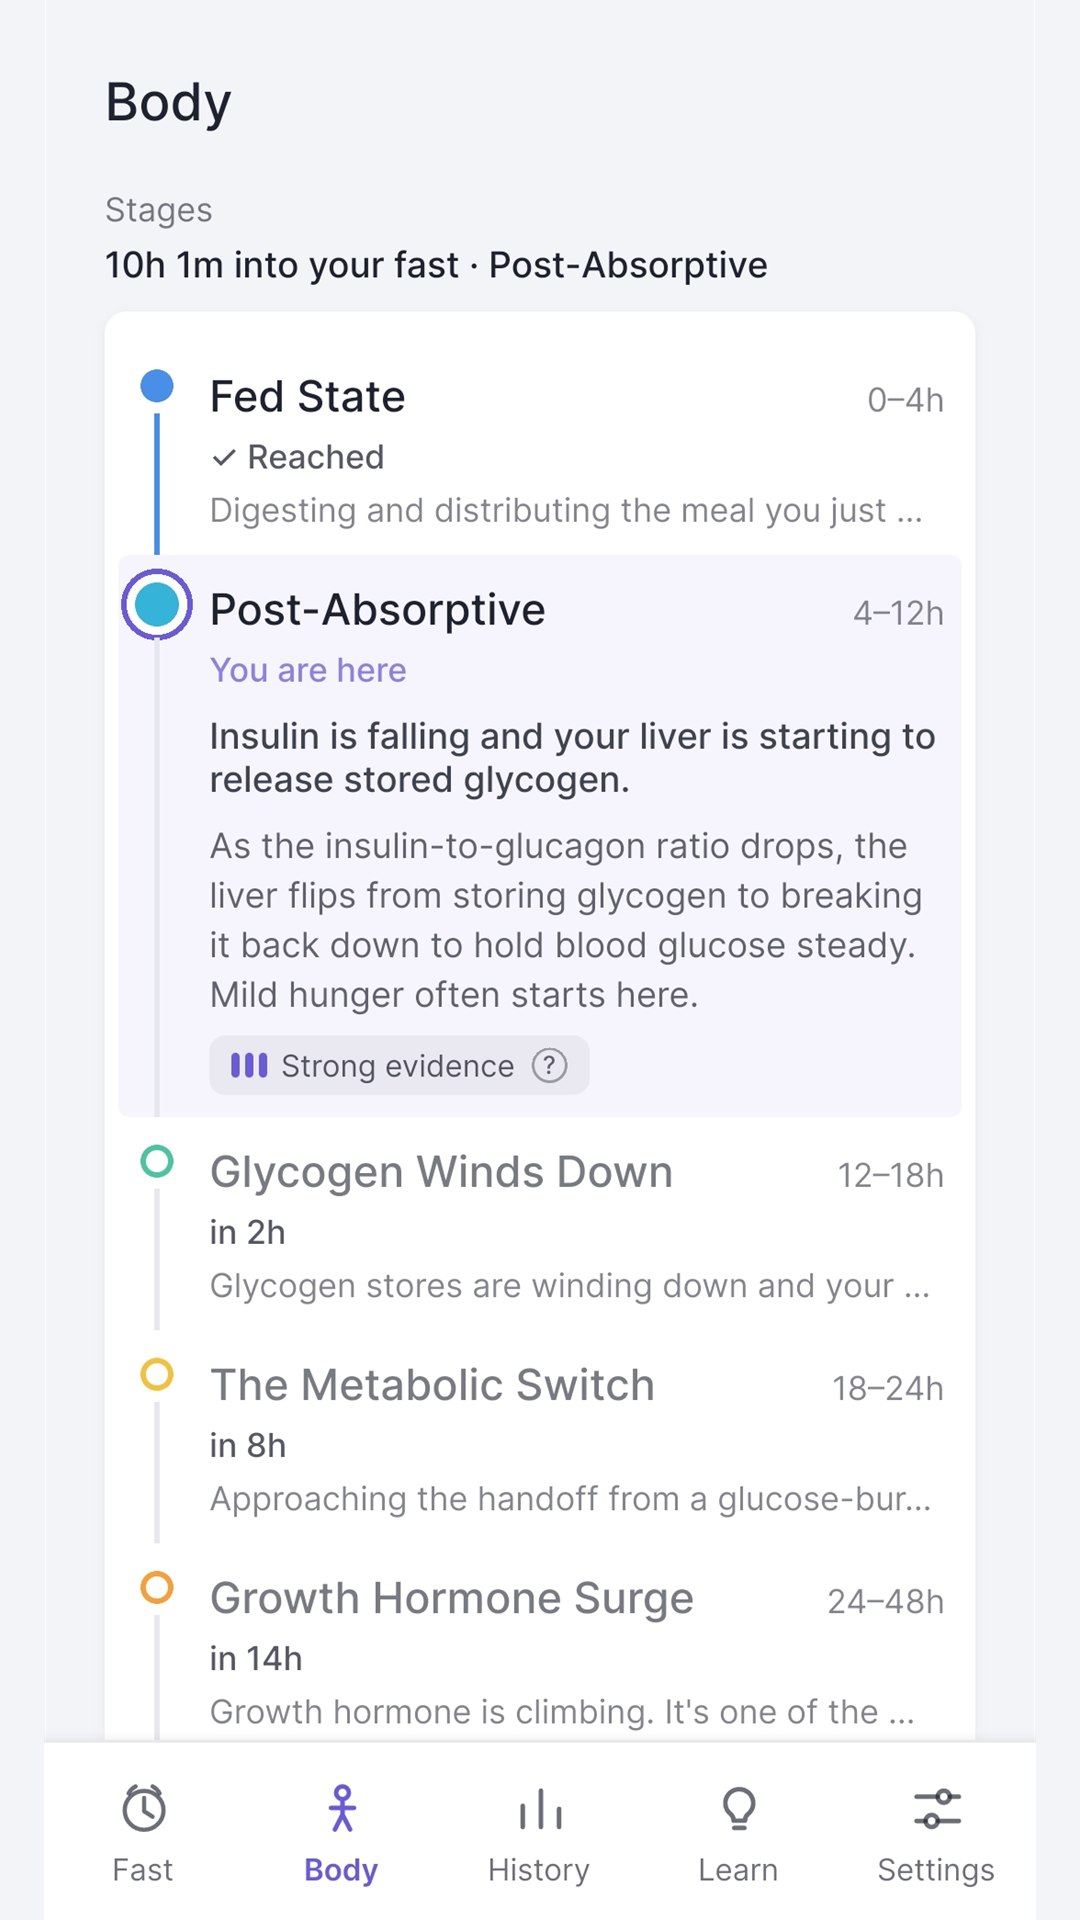 Body
Stages
10h 1m into your fast · Post-Absorptive
Fed State
0–4h
✓ Reached
Digesting and distributing the meal you just ...
Post-Absorptive
4–12h
You are here
Insulin is falling and your liver is starting to
release stored glycogen.
As the insulin-to-glucagon ratio drops, the
liver flips from storing glycogen to breaking
it back down to hold blood glucose steady.
Mild hunger often starts here.
Strong evidence ?
Glycogen Winds Down
12–18h
in 2h
Glycogen stores are winding down and your ...
The Metabolic Switch
18–24h
in 8h
Approaching the handoff from a glucose-bur...
Growth Hormone Surge
24–48h
in 14h
Growth hormone is climbing. It's one of the ...
Fast
Body
History
Learn
Settings